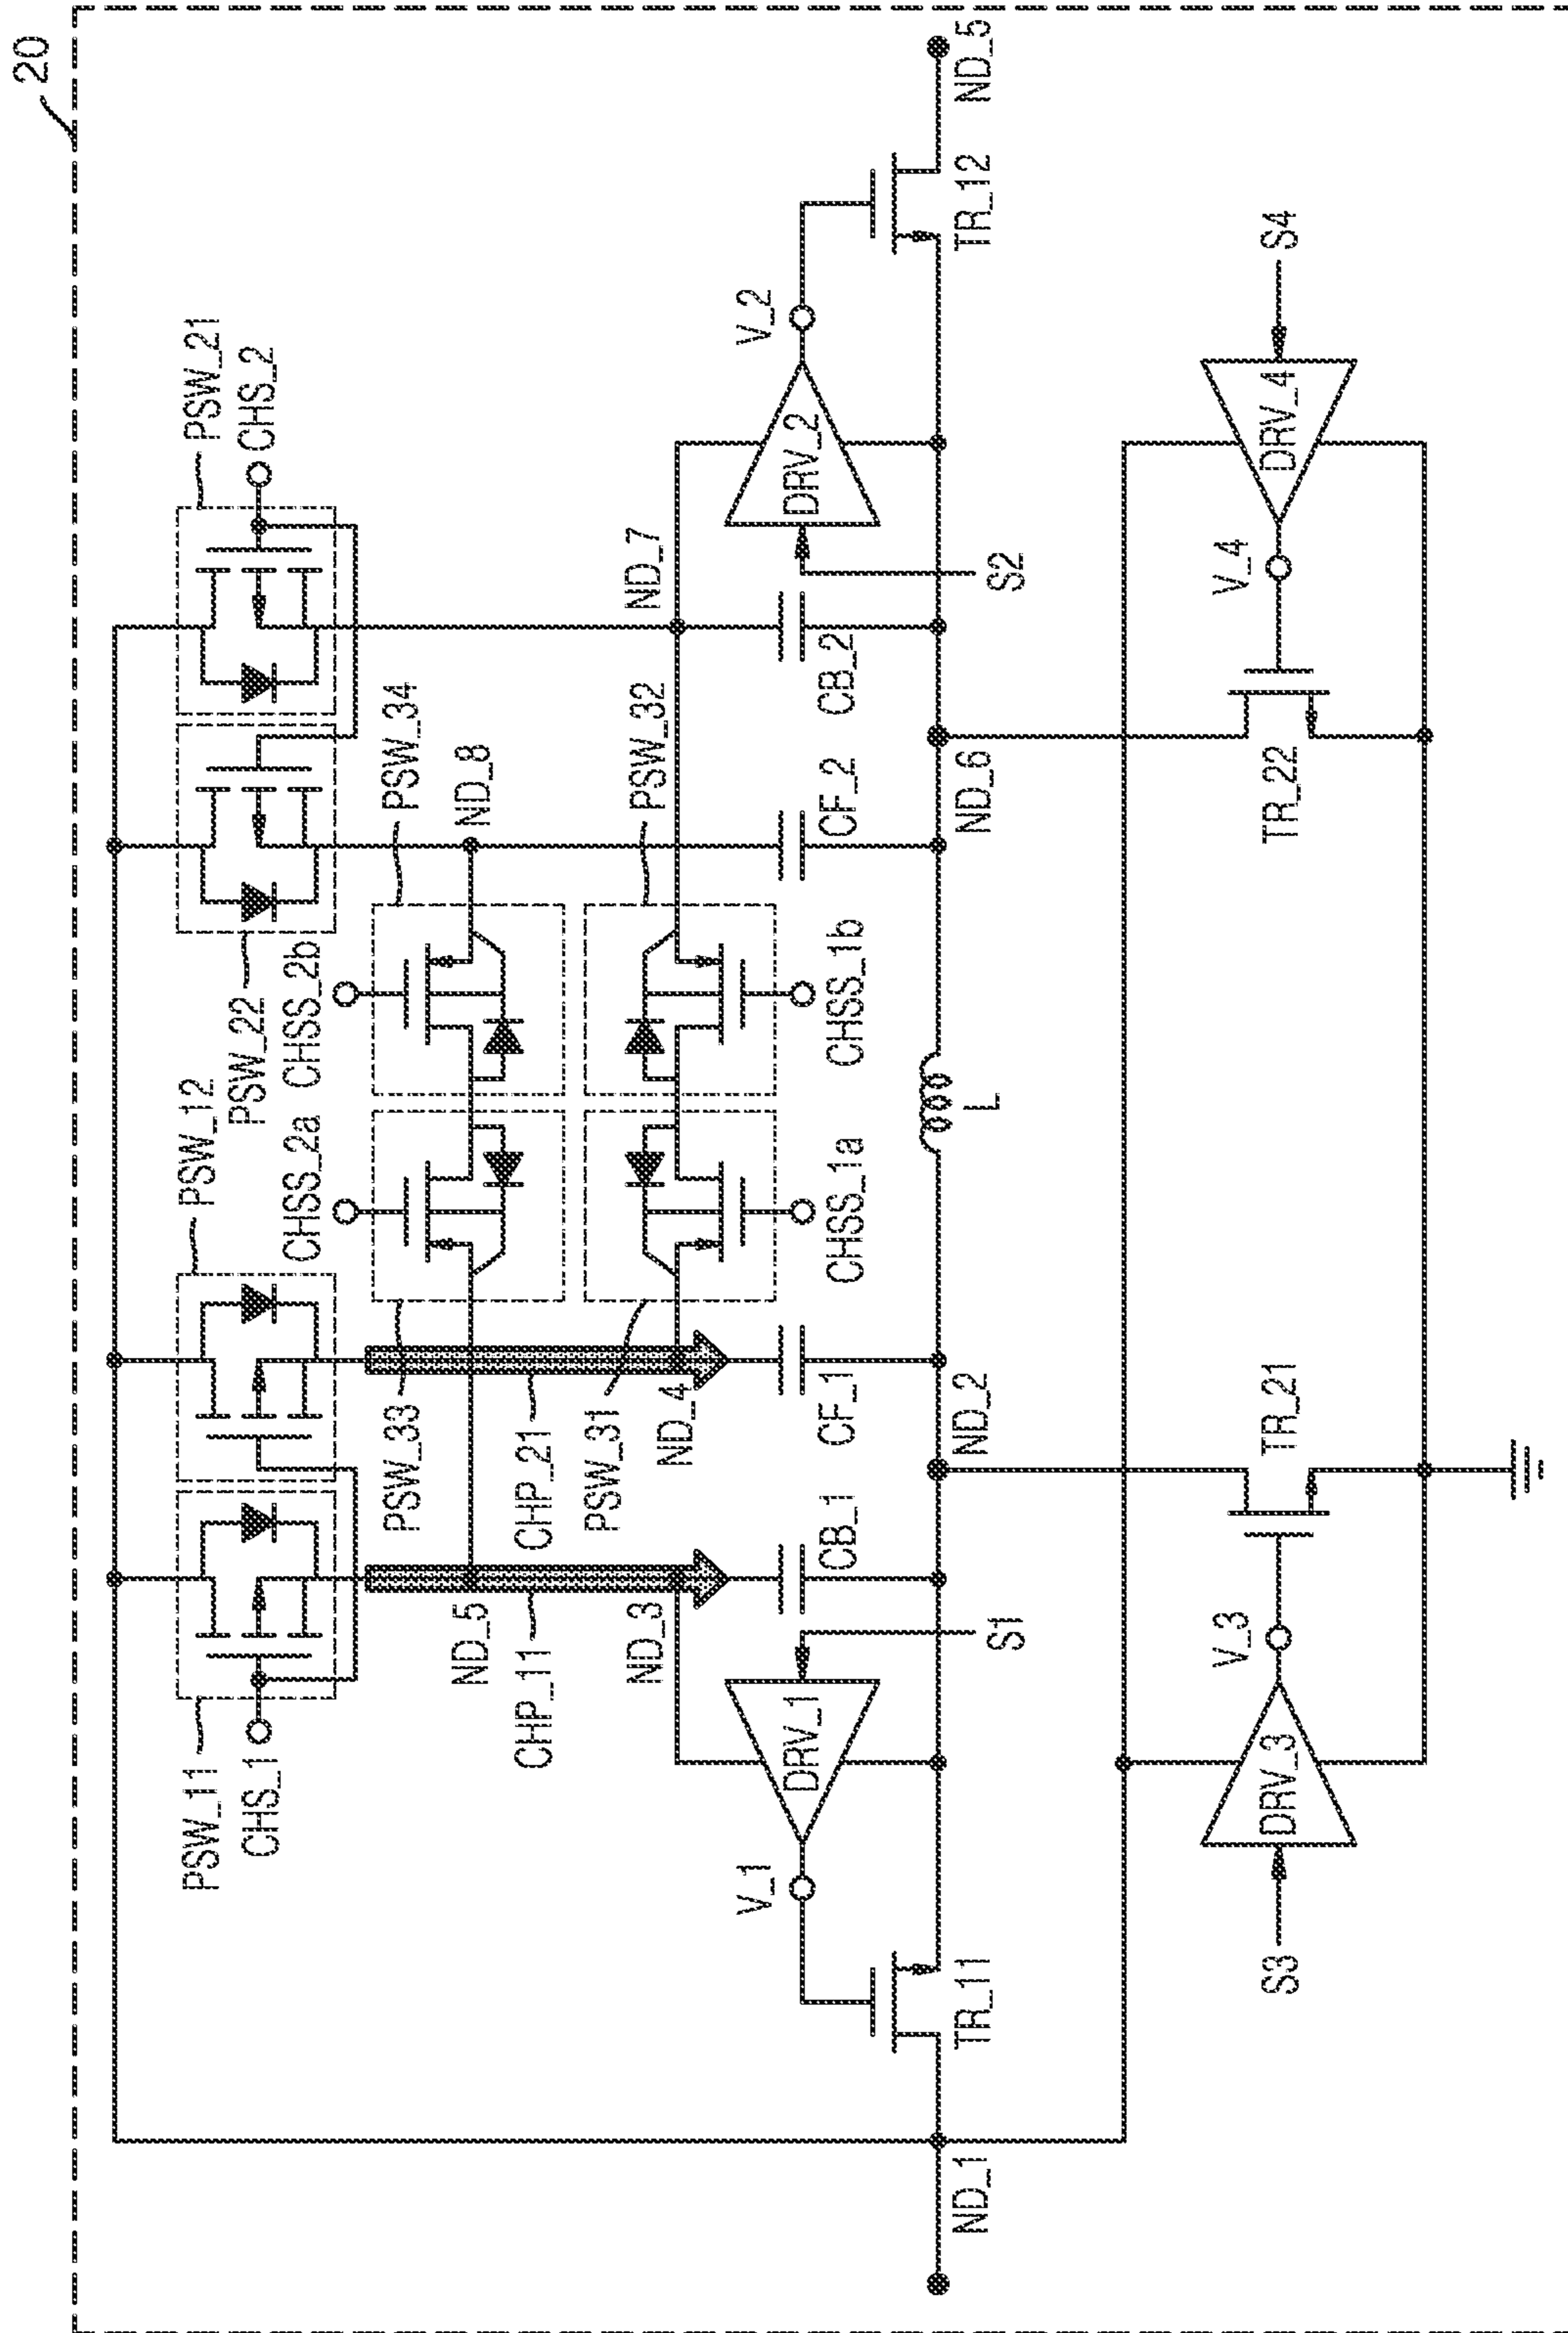 20
PSW_11
CHS_1
PSW_12
PSW_22
PSW_21
CHS_2
CHSS_2a
CHSS_2b
PSW_33
PSW_34
ND_5
ND_8
CHP_11
CHP_21
PSW_31
PSW_32
ND_3
ND_4
ND_7
V_1
DRV_1
S1
CB_1
CF_1
CHSS_1a
CHSS_1b
CF_2
CB_2
S2
DRV_2
V_2
ND_1
TR_11
ND_2
L
ND_6
TR_12
ND_5
S3
DRV_3
V_3
TR_21
TR_22
V_4
DRV_4
S4